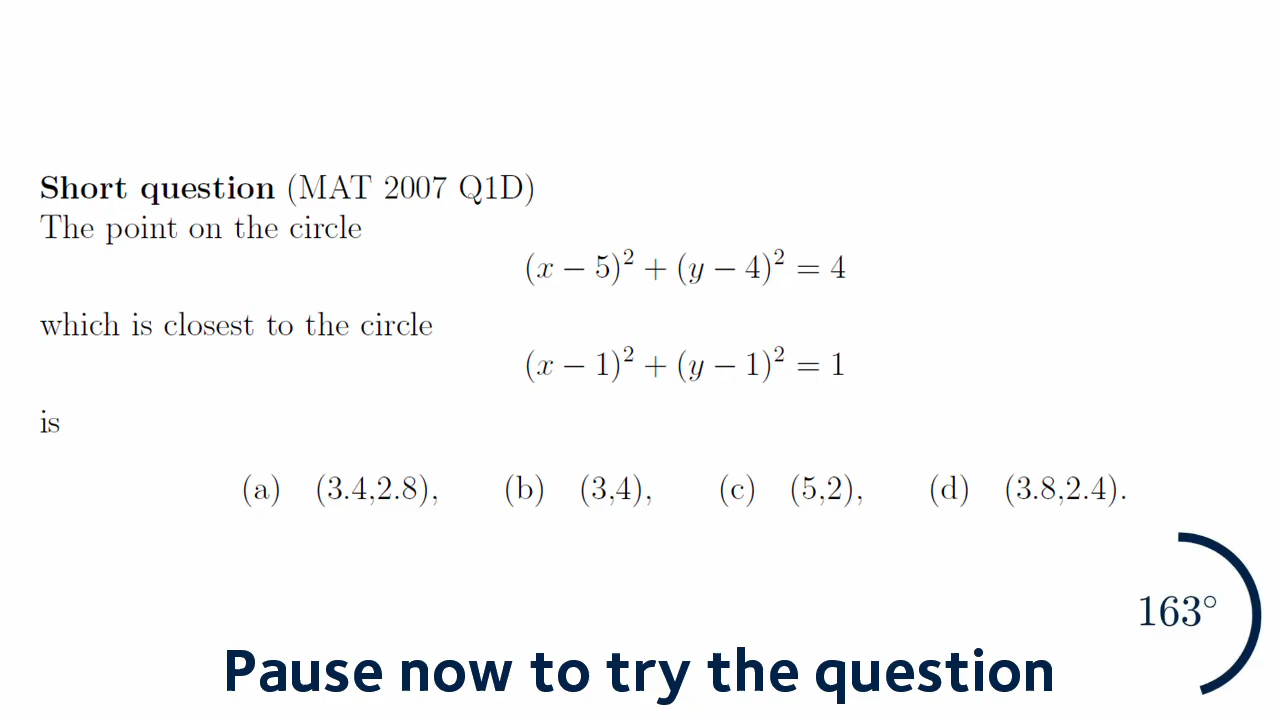 Short question (MAT 2007 Q1D)
The point on the circle
(x − 5)² + (y − 4)² = 4
which is closest to the circle
(x − 1)² + (y − 1)² = 1
is
(a) (3.4,2.8), (b) (3,4), (c) (5,2), (d) (3.8,2.4).
163°
Pause now to try the question